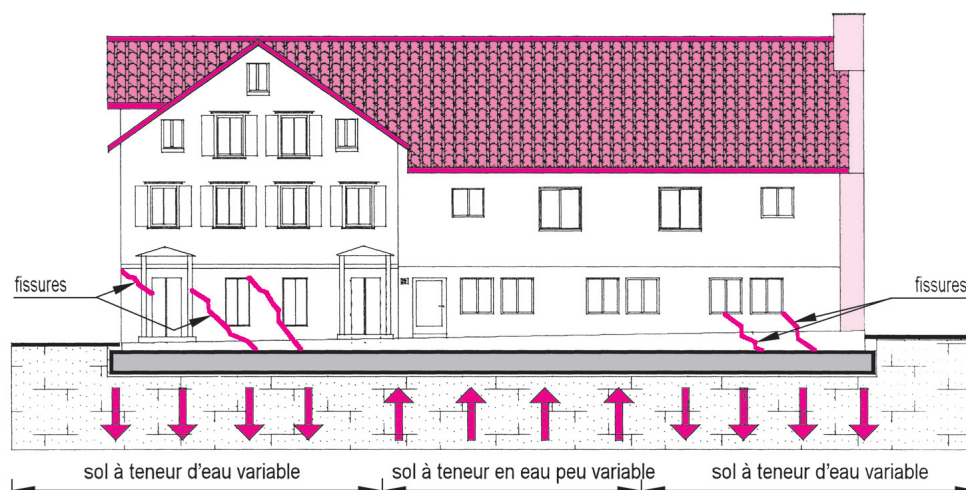 fissures
fissures
sol à teneur d'eau variable
sol à teneur en eau peu variable
sol à teneur d'eau variable